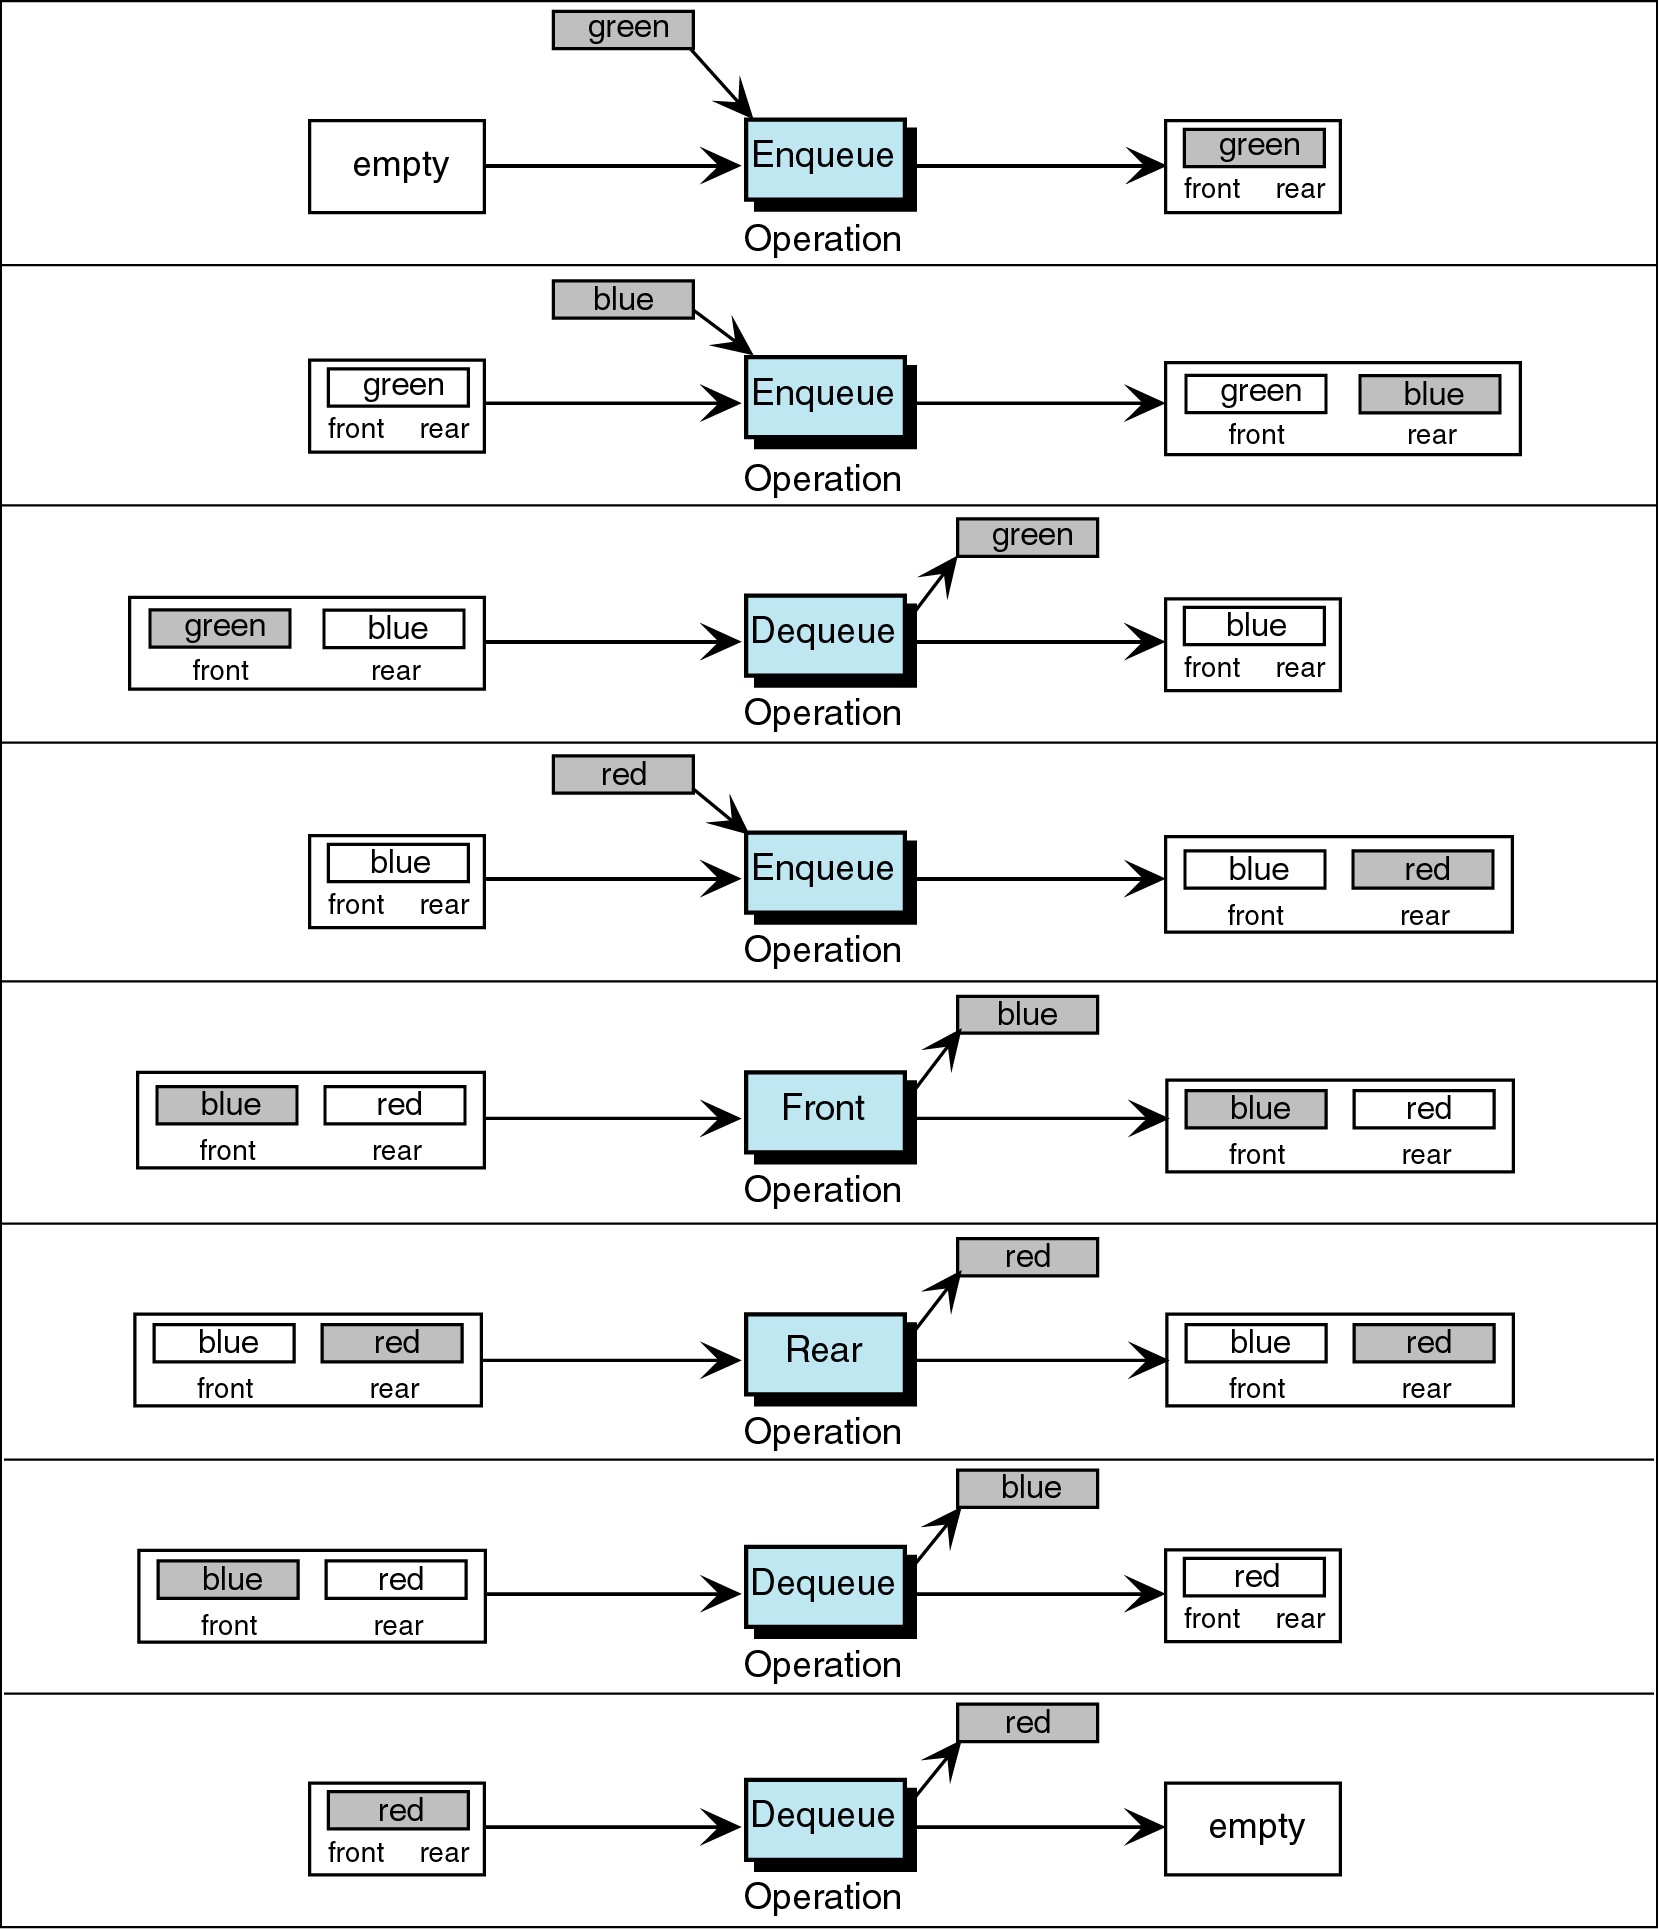 green
empty Enqueue green
front rear
Operation
blue
green Enqueue green blue
front rear front rear
Operation
green
green blue Dequeue blue
front rear front rear
Operation
red
blue Enqueue blue red
front rear front rear
Operation
blue
blue red Front blue red
front rear front rear
Operation
red
blue red Rear blue red
front rear front rear
Operation
blue
blue red Dequeue red
front rear front rear
Operation
red
red Dequeue empty
front rear
Operation